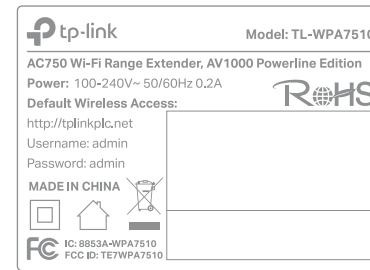 tp-link
Model: TL-WPA7510
AC750 Wi-Fi Range Extender, AV1000 Powerline Edition
Power: 100-240V~ 50/60Hz 0.2A
RoHS
Default Wireless Access:
http://tplinkplc.net
Username: admin
Password: admin
MADE IN CHINA
FC
IC: 8853A-WPA7510
FCC ID: TE7WPA7510